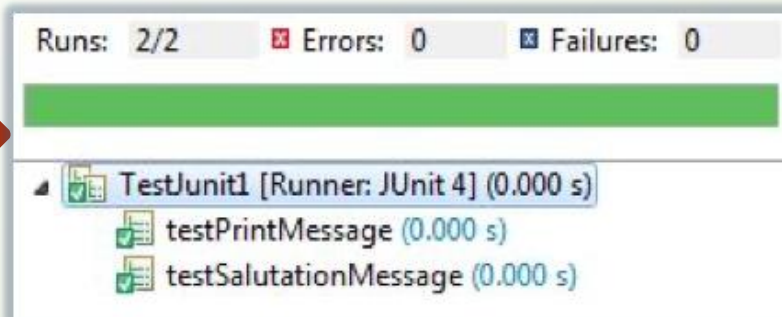 Runs: 2/2 Errors: 0 Failures: 0
TestJunit1 [Runner: JUnit 4] (0.000 s)
testPrintMessage (0.000 s)
testSalutationMessage (0.000 s)